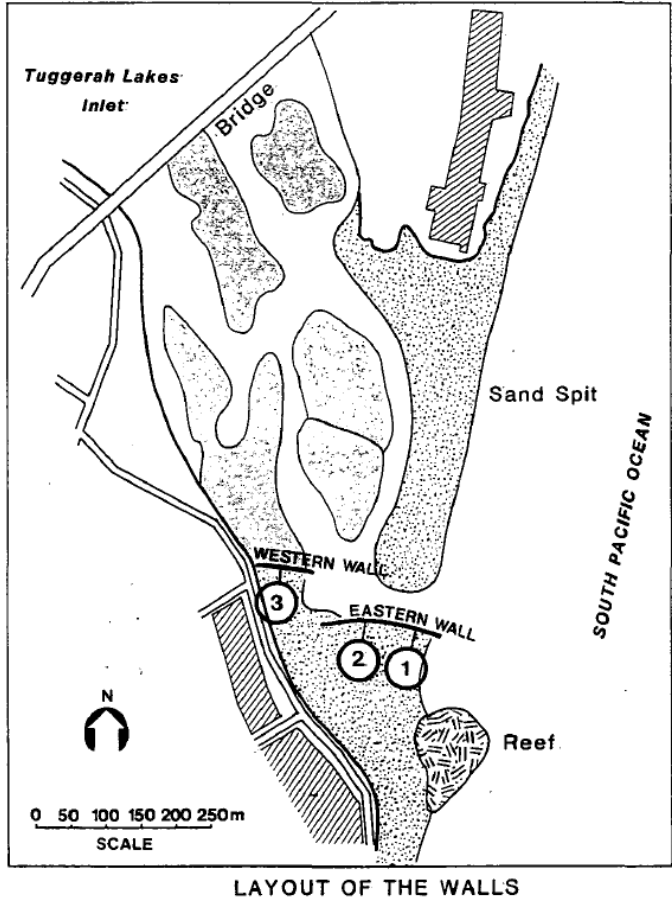 Tuggerah Lakes
Inlet
Bridge
Sand Spit
SOUTH PACIFIC OCEAN
WESTERN WALL
3
EASTERN WALL
2
1
N
Reef
0 50 100 150 200 250m
SCALE
LAYOUT OF THE WALLS